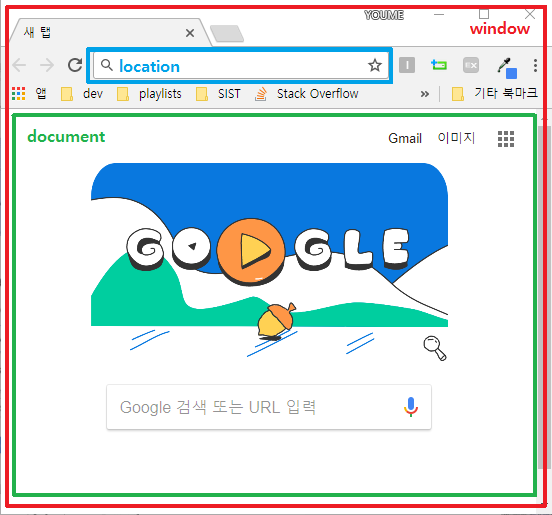 YOUME
window
새 탭
location
앱 dev playlists SIST Stack Overflow » 기타 북마크
document
Gmail 이미지
GOOGLE
Google 검색 또는 URL 입력